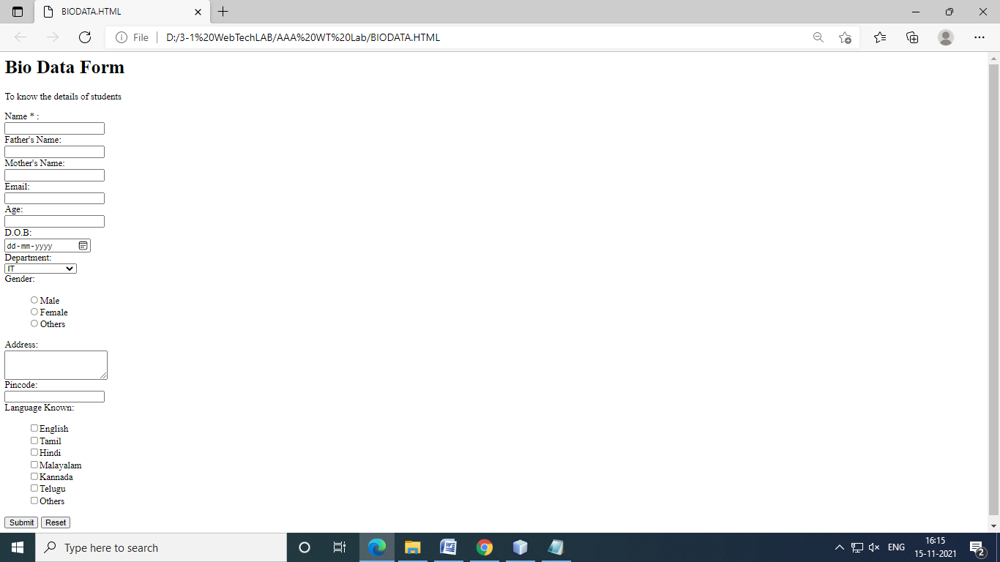 BIODATA.HTML
File
D:/3-1%20WebTechLAB/AAA%20WT%20Lab/BIODATA.HTML
Bio Data Form
To know the details of students
Name * :
Father's Name:
Mother's Name:
Email:
Age:
D.O.B:
dd-mm-yyyy
Department:
IT
Gender:
Male
Female
Others
Address:
Pincode:
Language Known:
English
Tamil
Hindi
Malayalam
Kannada
Telugu
Others
Submit Reset
Type here to search
ENG
16:15
15-11-2021
2